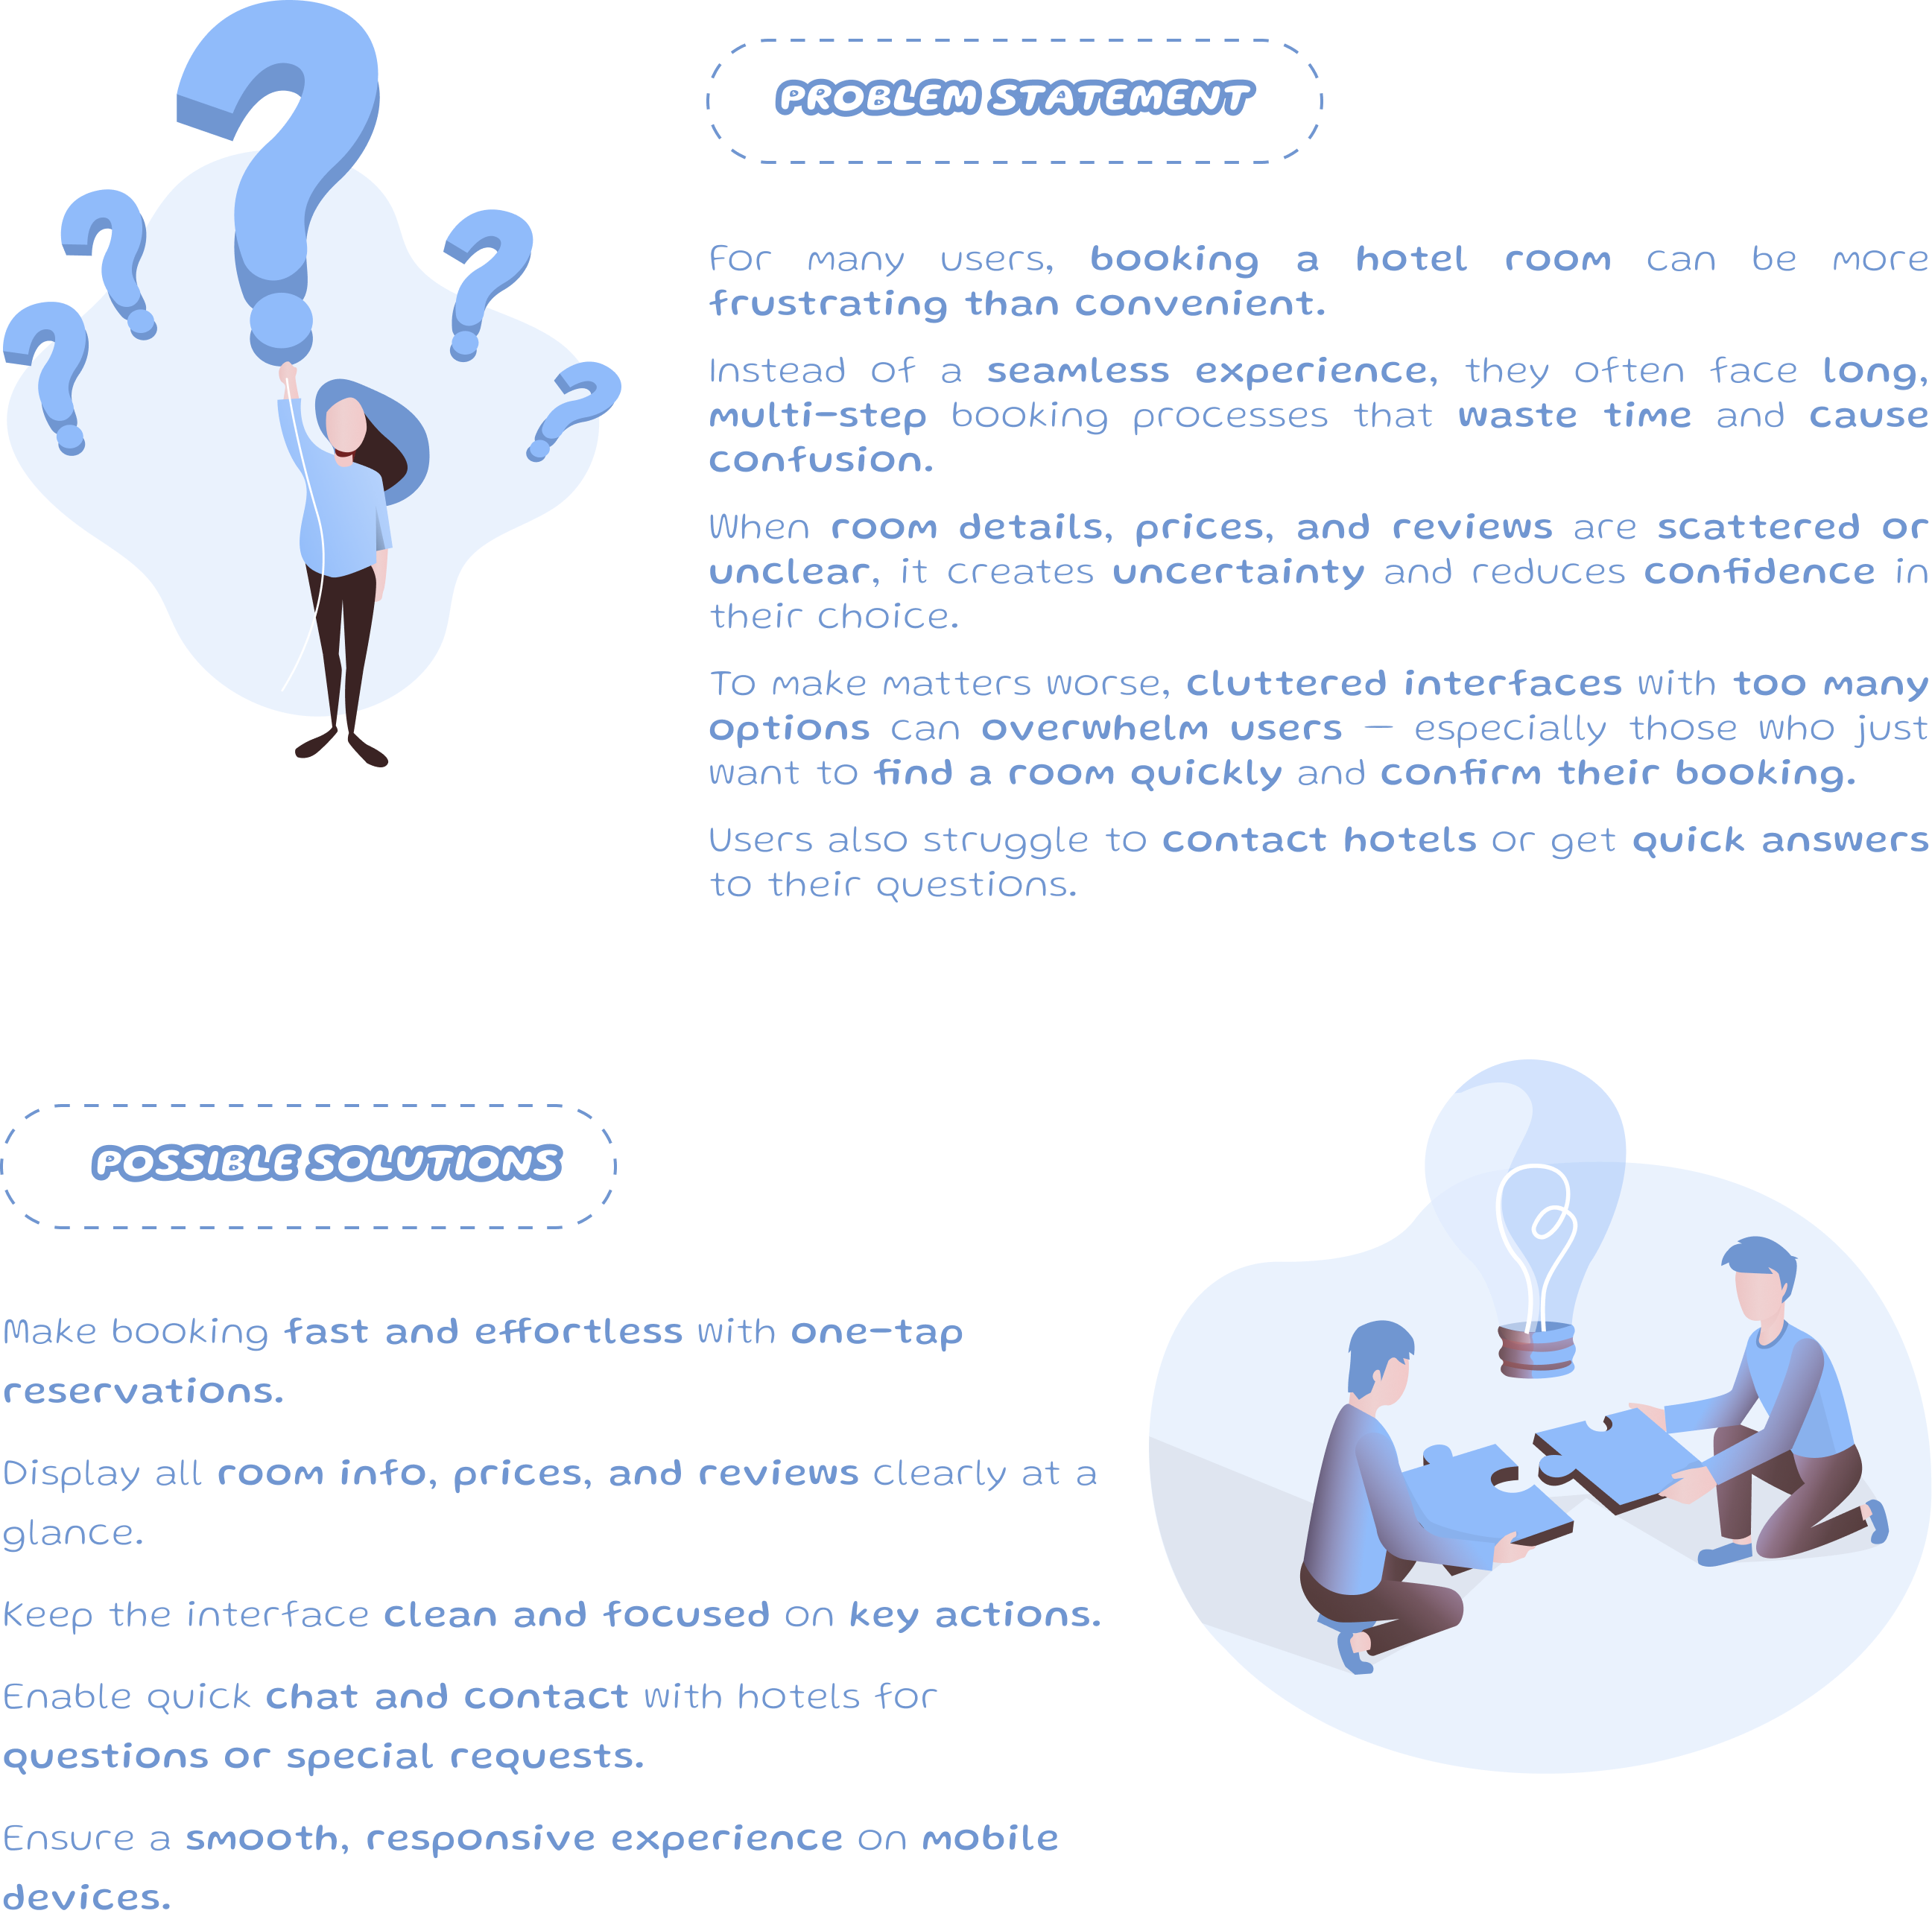 PROBLEM STATEMENT
For many users, booking a hotel room can be more
frustrating than convenient.
Instead of a seamless experience, they often face long,
multi-step booking processes that waste time and cause
confusion.
When room details, prices, and reviews are scattered or
unclear, it creates uncertainty and reduces confidence in
their choice.
To make matters worse, cluttered interfaces with too many
options can overwhelm users — especially those who just
want to find a room quickly and confirm their booking.
Users also struggle to contact hotels or get quick answers
to their questions.
POSSIBLE SOLUTIONS
Make booking fast and effortless with one-tap
reservations.
Display all room info, prices, and reviews clearly at a
glance.
Keep the interface clean and focused on key actions.
Enable quick chat and contact with hotels for
questions or special requests.
Ensure a smooth, responsive experience on mobile
devices.